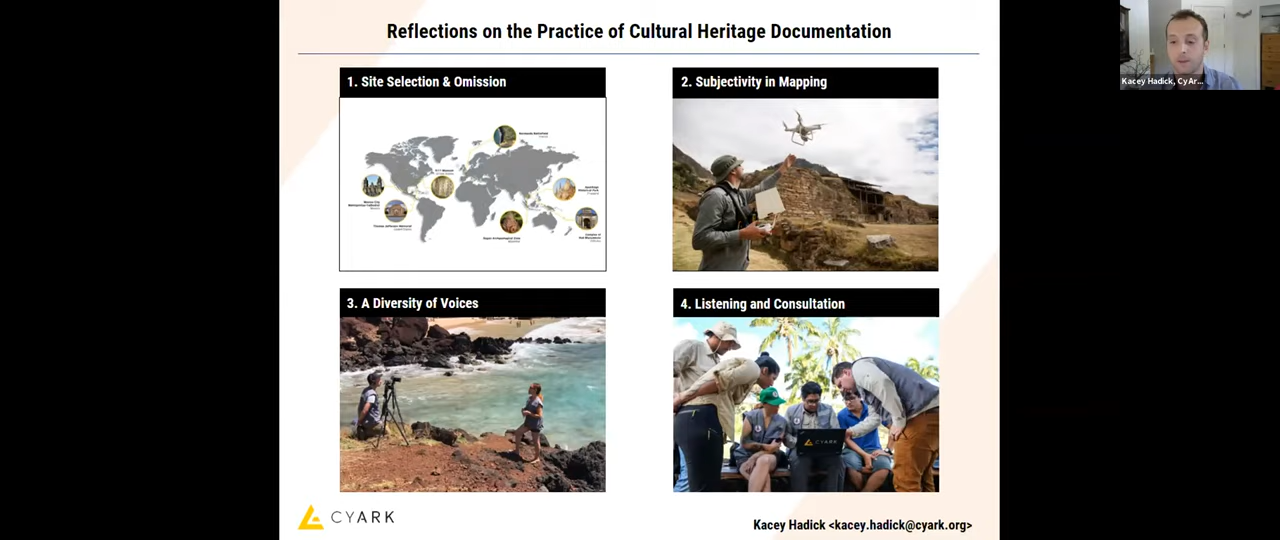 Reflections on the Practice of Cultural Heritage Documentation
Kacey Hadick, CyAr...
1. Site Selection & Omission
2. Subjectivity in Mapping
3. A Diversity of Voices
4. Listening and Consultation
CYARK
CYARK
Kacey Hadick <kacey.hadick@cyark.org>